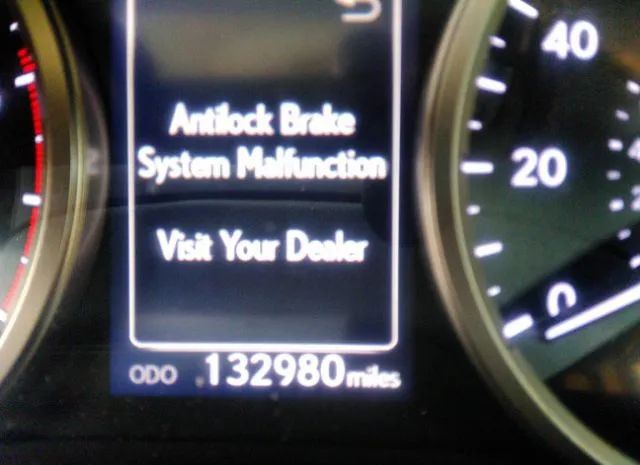 Antilock Brake
System Malfunction
Visit Your Dealer
ODO 132980 miles
40
20
0